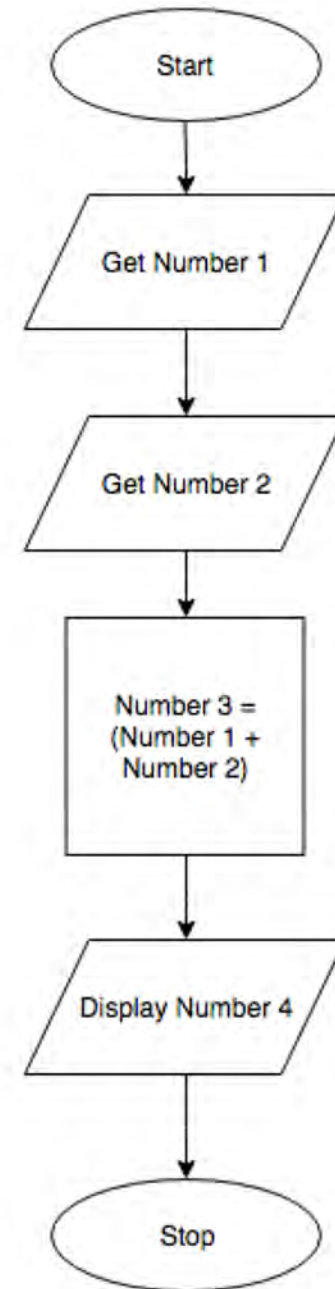 Start
Get Number 1
Get Number 2
Number 3 =
(Number 1 +
Number 2)
Display Number 4
Stop